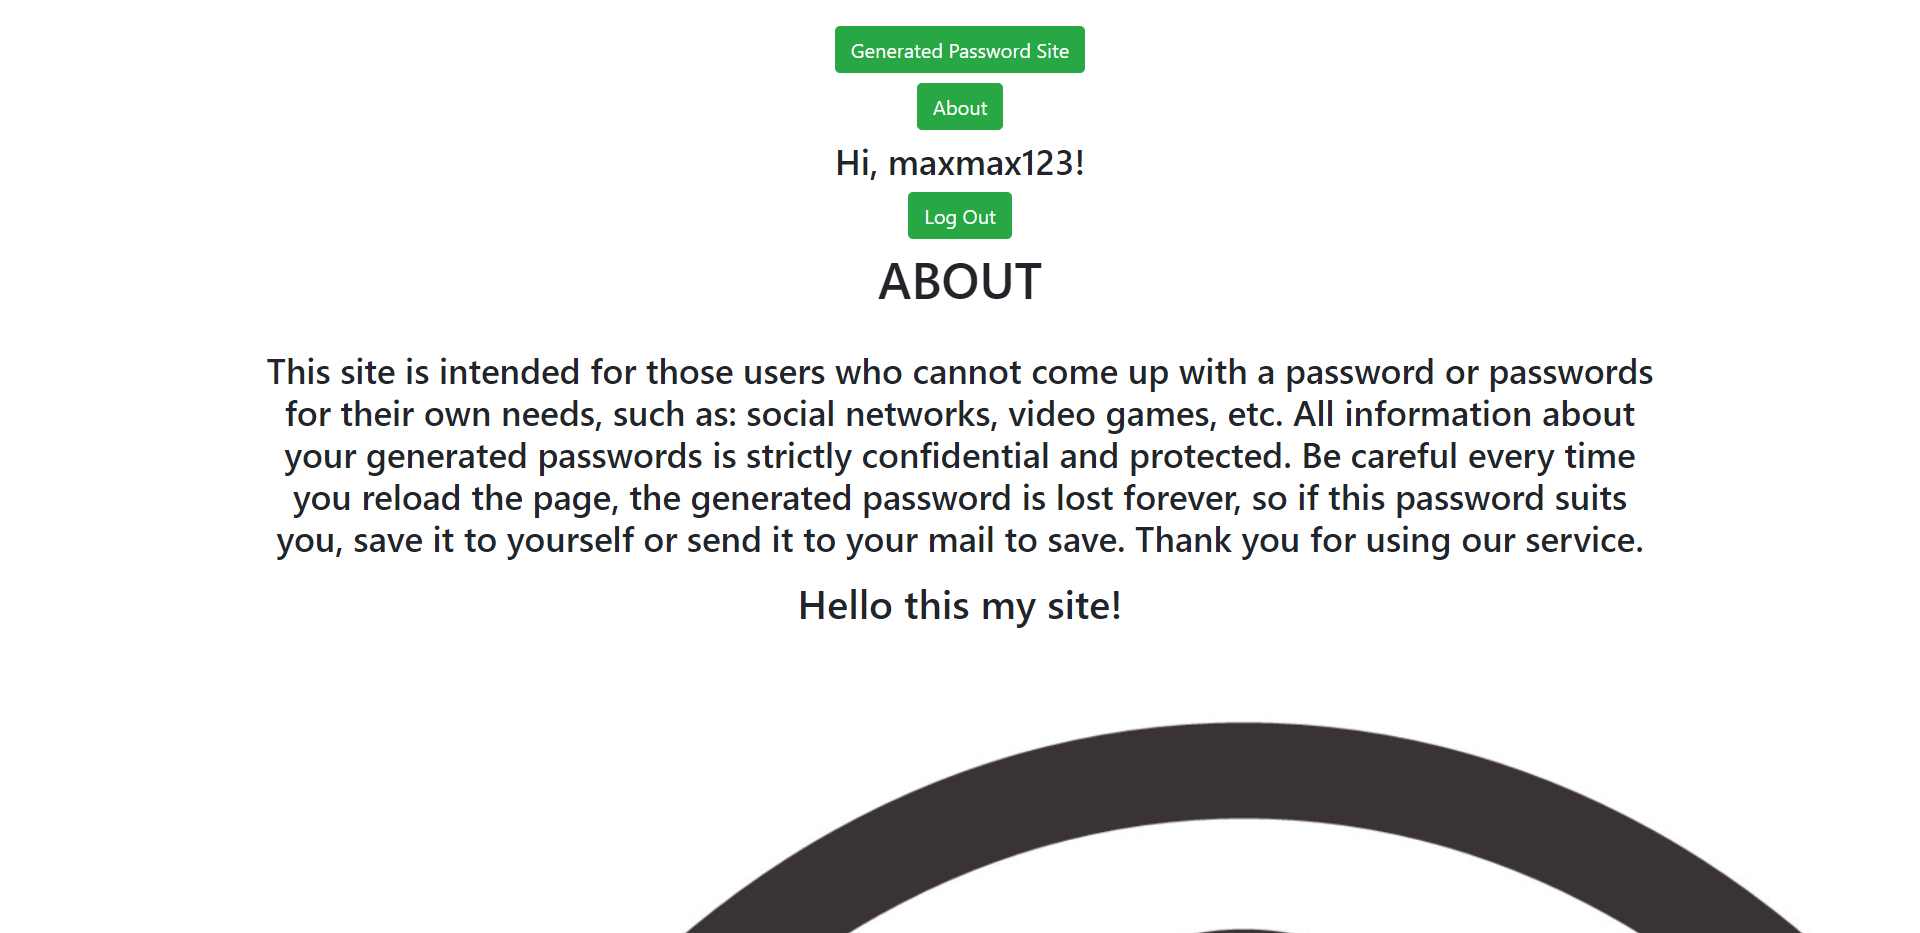 Generated Password Site
About
Hi, maxmax123!
Log Out
ABOUT
This site is intended for those users who cannot come up with a password or passwords
for their own needs, such as: social networks, video games, etc. All information about
your generated passwords is strictly confidential and protected. Be careful every time
you reload the page, the generated password is lost forever, so if this password suits
you, save it to yourself or send it to your mail to save. Thank you for using our service.
Hello this my site!